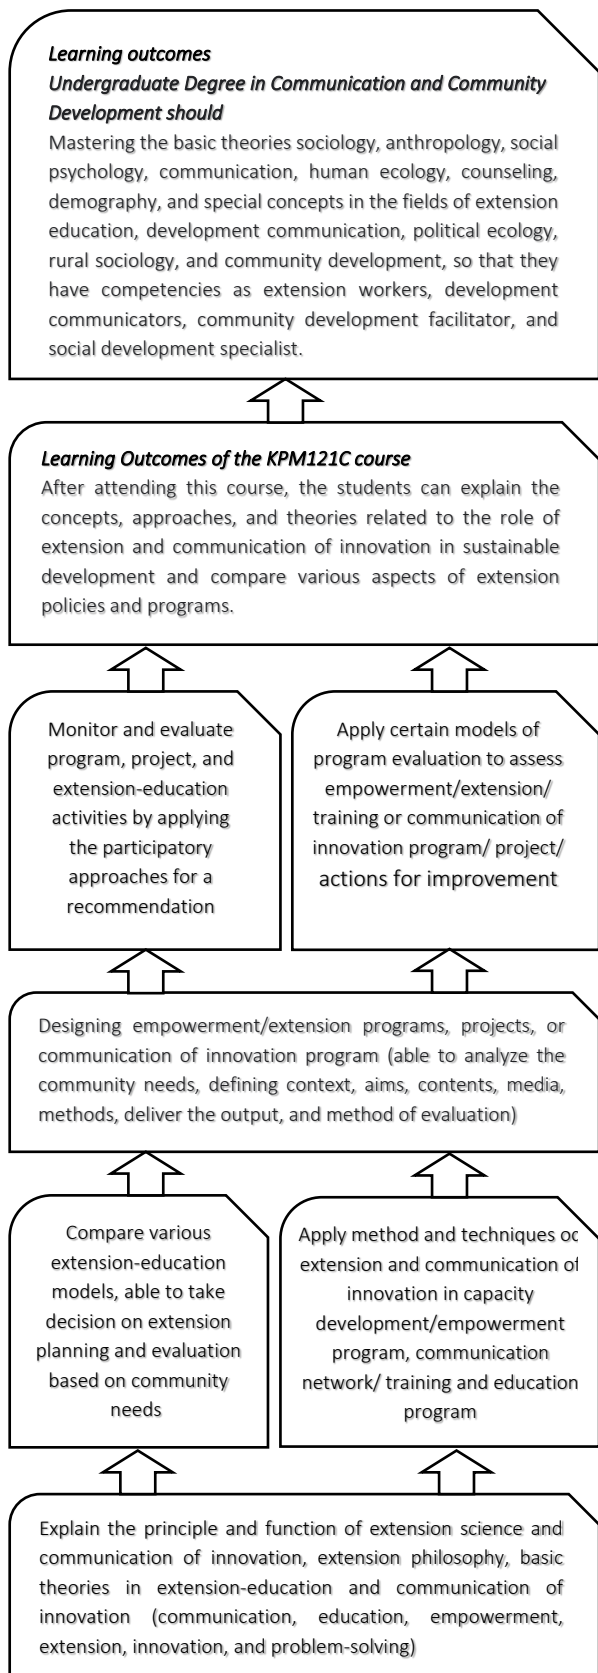 Learning outcomes
Undergraduate Degree in Communication and Community
Development should
Mastering the basic theories sociology, anthropology, social
psychology, communication, human ecology, counseling,
demography, and special concepts in the fields of extension
education, development communication, political ecology,
rural sociology, and community development, so that they
have competencies as extension workers, development
communicators, community development facilitator, and
social development specialist.
Learning Outcomes of the KPM121C course
After attending this course, the students can explain the
concepts, approaches, and theories related to the role of
extension and communication of innovation in sustainable
development and compare various aspects of extension
policies and programs.
Monitor and evaluate
program, project, and
extension-education
activities by applying
the participatory
approaches for a
recommendation
Apply certain models of
program evaluation to assess
empowerment/extension/
training or communication of
innovation program/ project/
actions for improvement
Designing empowerment/extension programs, projects, or
communication of innovation program (able to analyze the
community needs, defining context, aims, contents, media,
methods, deliver the output, and method of evaluation)
Compare various
extension-education
models, able to take
decision on extension
planning and evaluation
based on community
needs
Apply method and techniques
extension and communication of
innovation in capacity
development/empowerment
program, communication
network/ training and education
program
Explain the principle and function of extension science and
communication of innovation, extension philosophy, basic
theories in extension-education and communication of
innovation (communication, education, empowerment,
extension, innovation, and problem-solving)